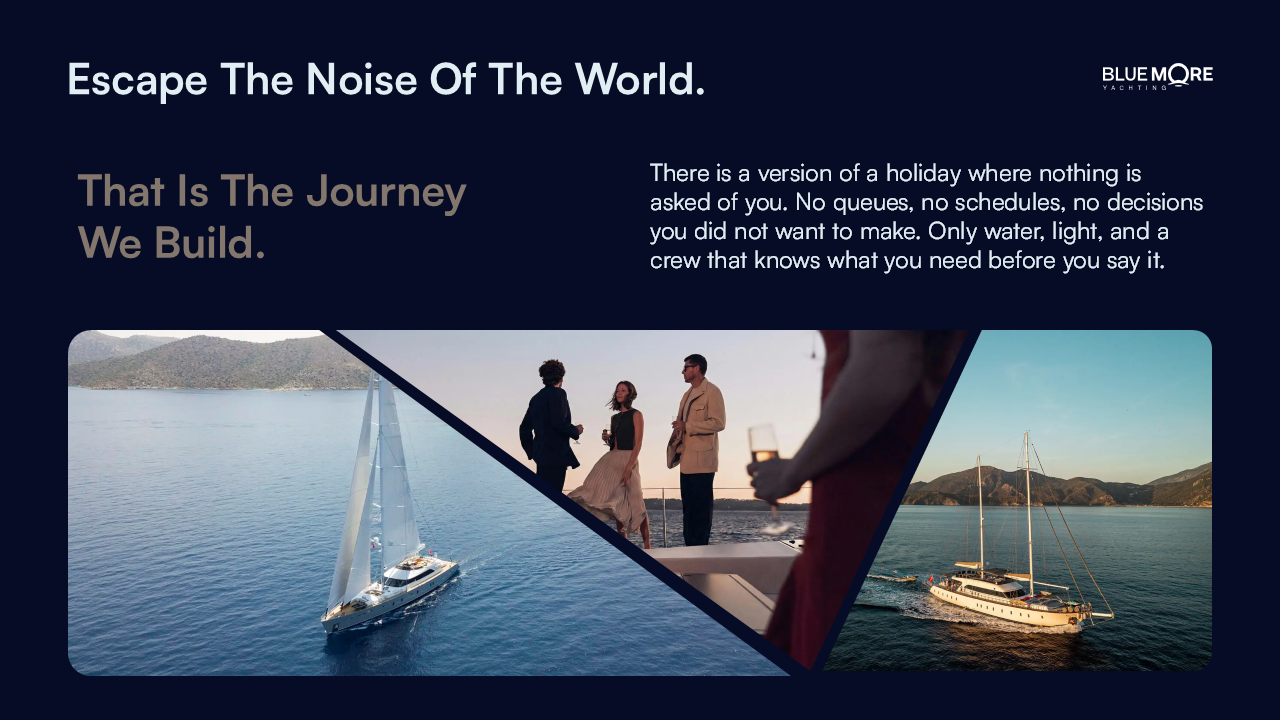 Escape The Noise Of The World.
BLUE MORE
YACHTING
That Is The Journey
We Build.
There is a version of a holiday where nothing is
asked of you. No queues, no schedules, no decisions
you did not want to make. Only water, light, and a
crew that knows what you need before you say it.